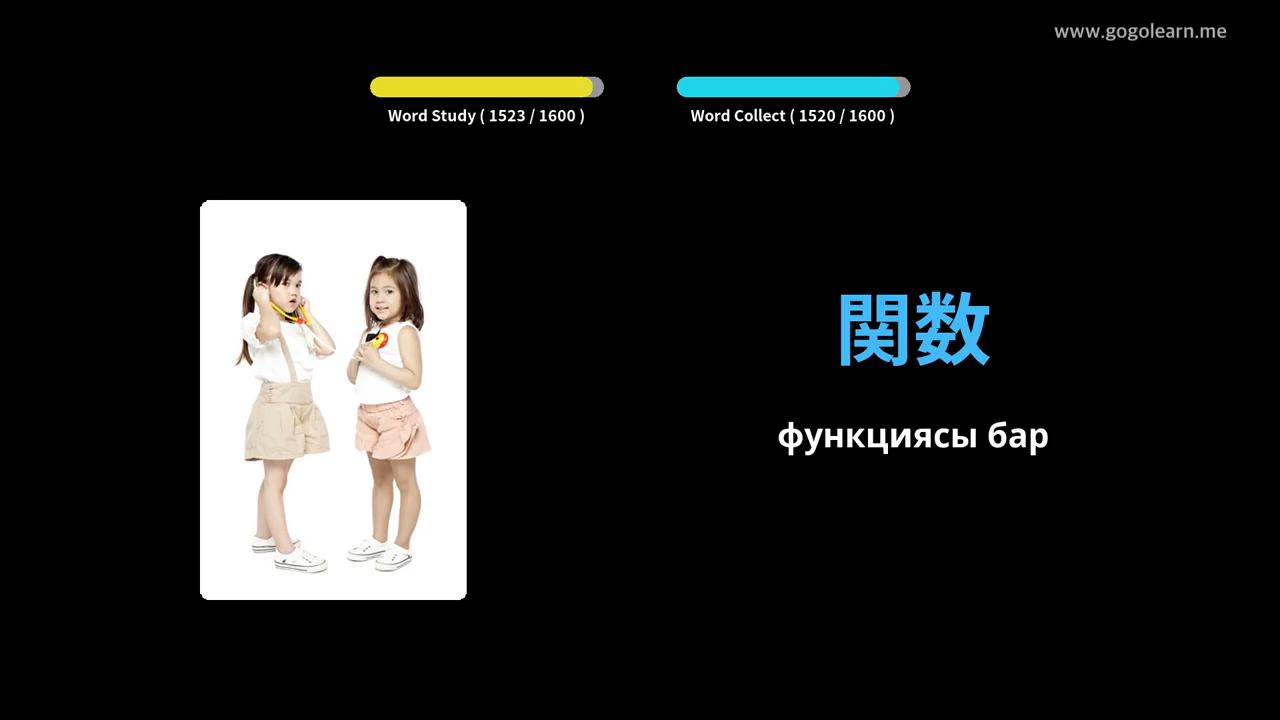 www.gogolearn.me
Word Study ( 1523 / 1600 )
Word Collect ( 1520 / 1600 )
関数
функциясы бар